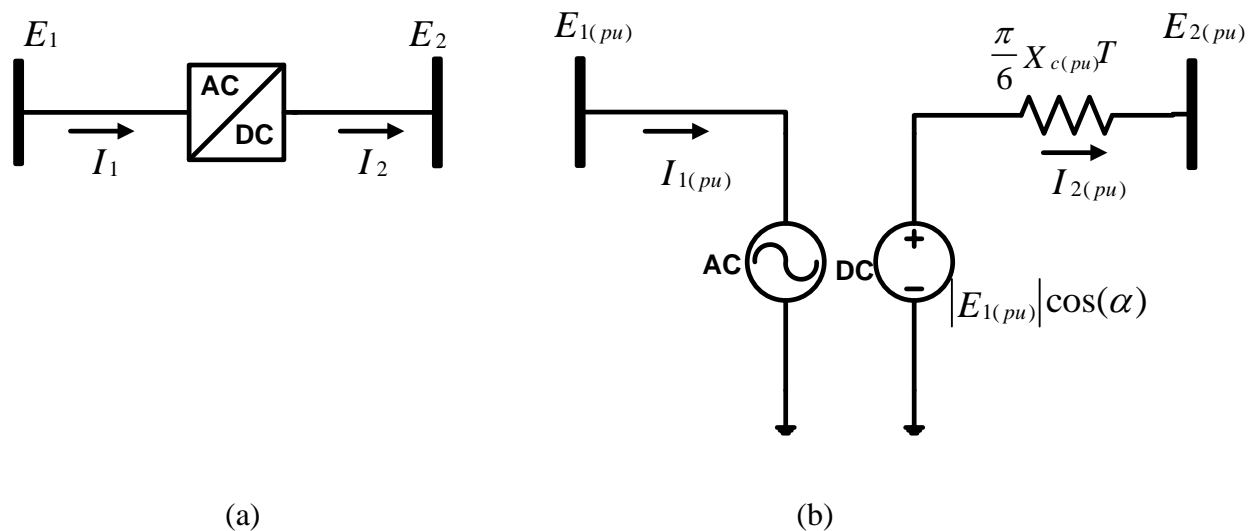 E1
E2
AC
DC
I1
I2
(a)
E1(pu)
π/6 Xc(pu)T
E2(pu)
I1(pu)
I2(pu)
AC
DC
+
−
|E1(pu)|cos(α)
(b)